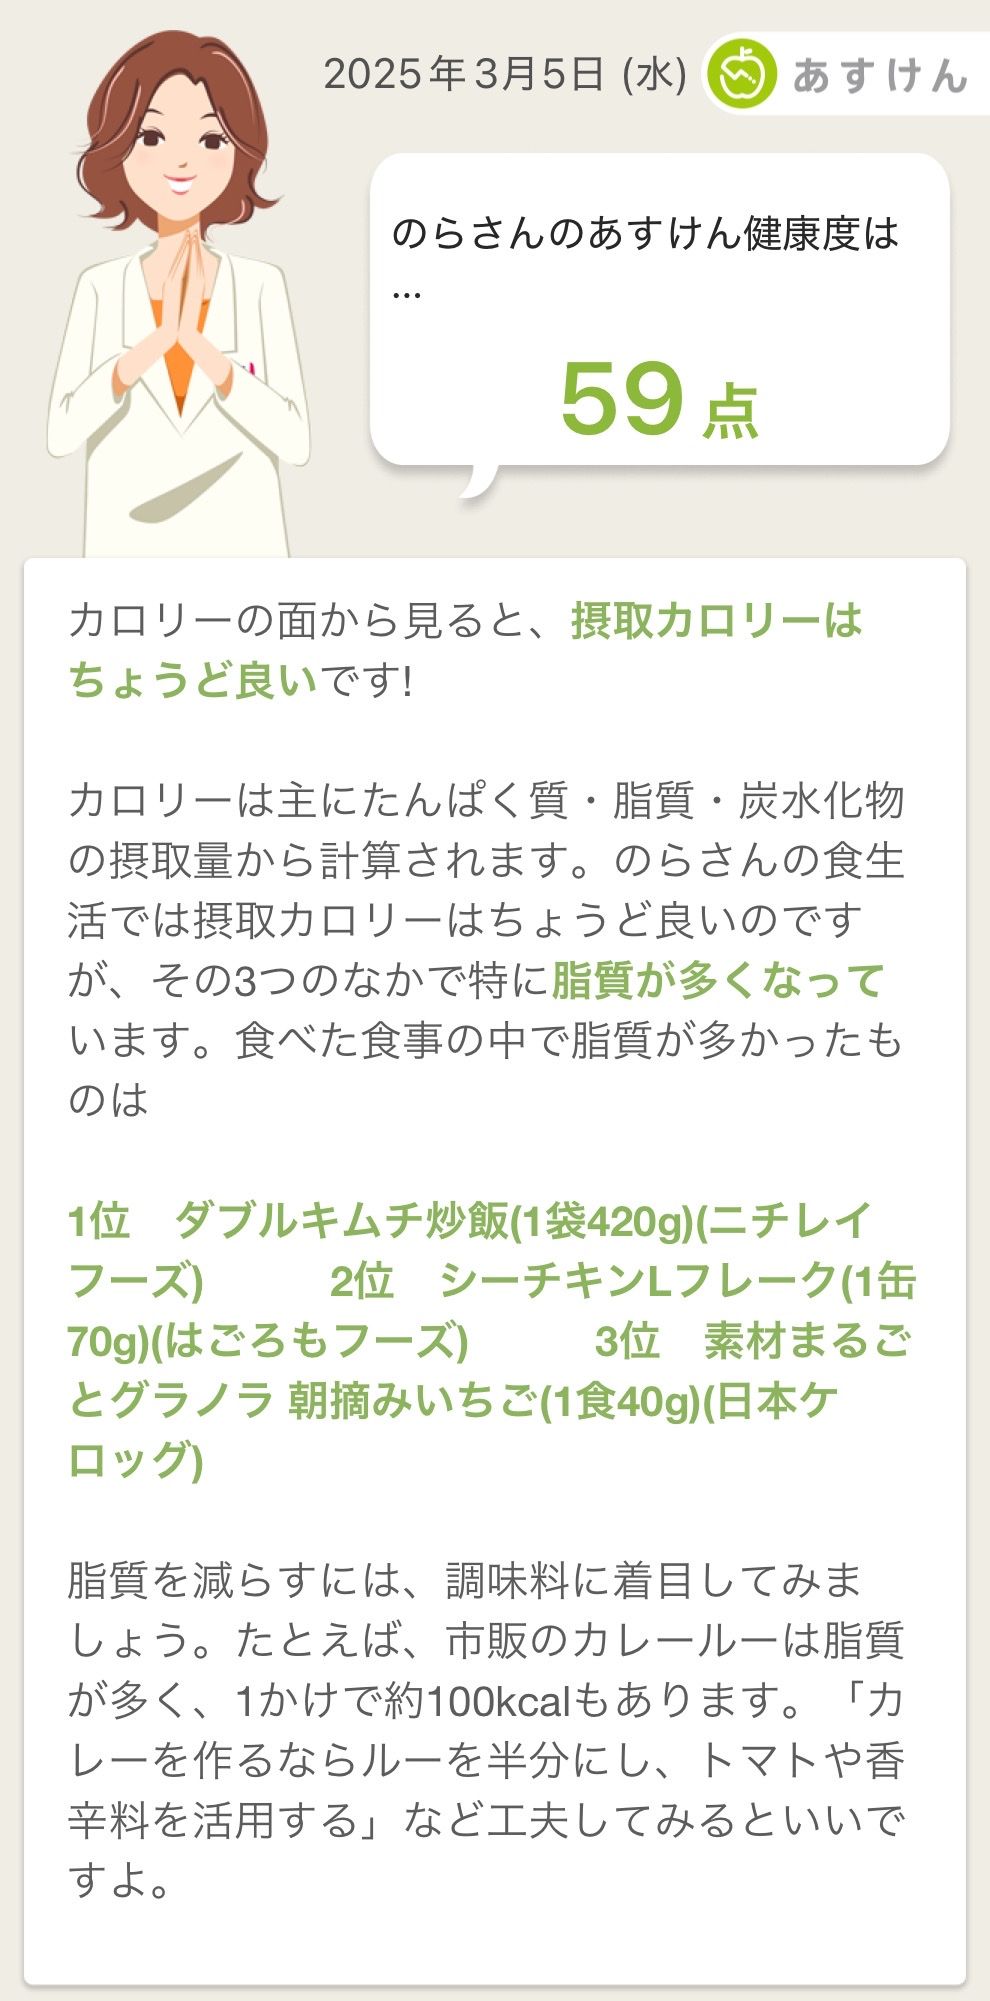 2025年3月5日 (水)
あすけん
のらさんのあすけん健康度は
...
59 点
カロリーの面から見ると、摂取カロリーは
ちょうど良いです!
カロリーは主にたんぱく質・脂質・炭水化物
の摂取量から計算されます。のらさんの食生
活では摂取カロリーはちょうど良いのです
が、その3つのなかで特に脂質が多くなって
います。食べた食事の中で脂質が多かったも
のは
1位　ダブルキムチ炒飯(1袋420g)(ニチレイ
フーズ)　　　2位　シーチキンLフレーク(1缶
70g)(はごろもフーズ)　　　3位　素材まるご
とグラノラ 朝摘みいちご(1食40g)(日本ケ
ロッグ)
脂質を減らすには、調味料に着目してみま
しょう。たとえば、市販のカレールーは脂質
が多く、1かけで約100kcalもあります。「カ
レーを作るならルーを半分にし、トマトや香
辛料を活用する」など工夫してみるといいで
すよ。